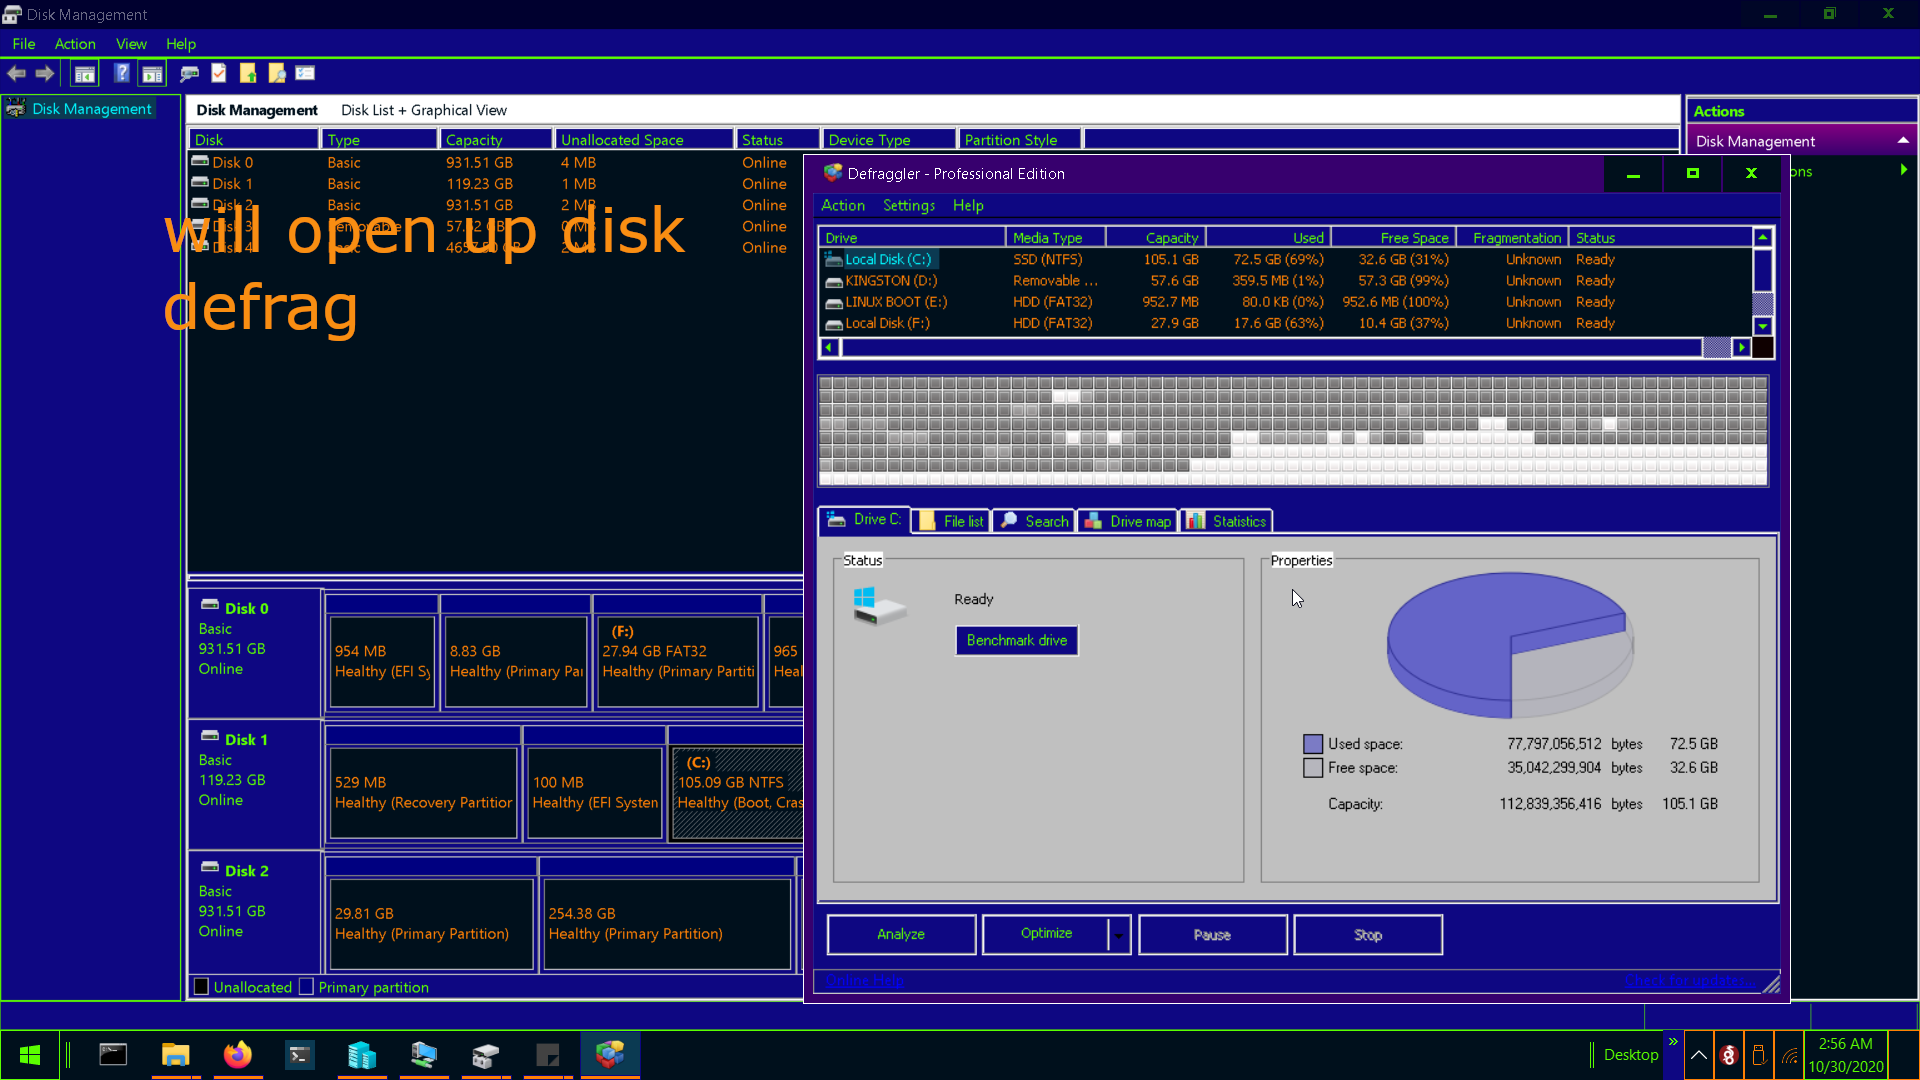 Disk Management
File Action View Help
Disk Management
Disk Management Disk List + Graphical View
Actions
Disk Management
ons
Disk Type Capacity Unallocated Space Status Device Type Partition Style
Disk 0 Basic 931.51 GB 4 MB Online
Disk 1 Basic 119.23 GB 1 MB Online
Disk 2 Basic 931.51 GB 2 MB Online
Disk 3 Removable Online
Disk 4 Basic Online
will open up disk
defrag
Defraggler - Professional Edition
Action Settings Help
Drive Media Type Capacity Used Free Space Fragmentation Status
Local Disk (C:) SSD (NTFS) 105.1 GB 72.5 GB (69%) 32.6 GB (31%) Unknown Ready
KINGSTON (D:) Removable ... 57.6 GB 359.5 MB (1%) 57.3 GB (99%) Unknown Ready
LINUX BOOT (E:) HDD (FAT32) 952.7 MB 80.0 KB (0%) 952.6 MB (100%) Unknown Ready
Local Disk (F:) HDD (FAT32) 27.9 GB 17.6 GB (63%) 10.4 GB (37%) Unknown Ready
Drive C: File list Search Drive map Statistics
Status
Ready
Benchmark drive
Properties
Used space: 77,797,056,512 bytes 72.5 GB
Free space: 35,042,299,904 bytes 32.6 GB
Capacity: 112,839,356,416 bytes 105.1 GB
Analyze Optimize Pause Stop
Online Help Check for updates...
Disk 0
Basic
931.51 GB
Online
954 MB
Healthy (EFI Sy
8.83 GB
Healthy (Primary Par
(F:)
27.94 GB FAT32
Healthy (Primary Partiti
965
Heal
Disk 1
Basic
119.23 GB
Online
529 MB
Healthy (Recovery Partition
100 MB
Healthy (EFI System
(C:)
105.09 GB NTFS
Healthy (Boot, Cras
Disk 2
Basic
931.51 GB
Online
29.81 GB
Healthy (Primary Partition)
254.38 GB
Healthy (Primary Partition)
Unallocated Primary partition
Desktop
2:56 AM
10/30/2020